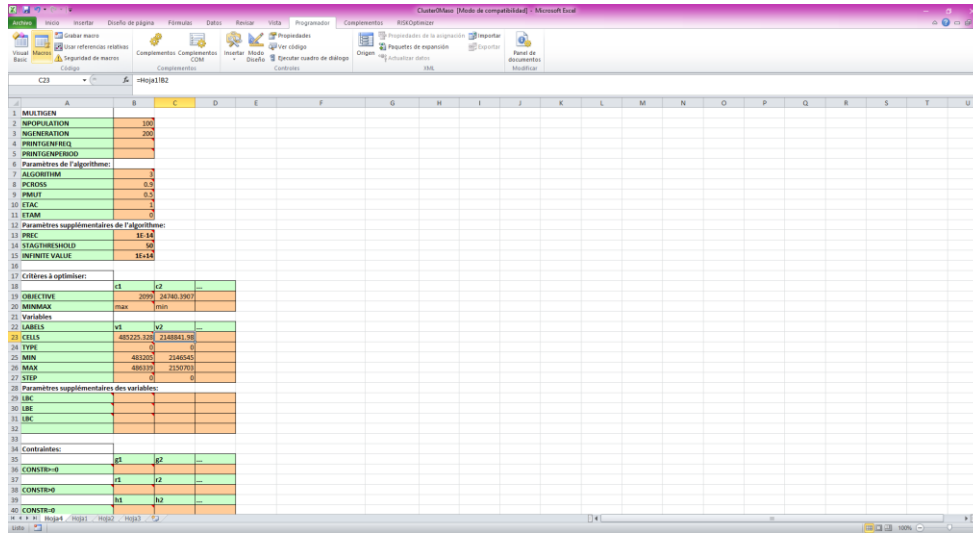 Cluster0Maso [Modo de compatibilidad] - Microsoft Excel
Archivo Inicio Insertar Diseño de página Fórmulas Datos Revisar Vista Programador Complementos RISKOptimizer
Visual Basic Macros Grabar macro Usar referencias relativas Seguridad de macros
Complementos Complementos COM
Insertar Modo Diseño Propiedades Ver código Ejecutar cuadro de diálogo
Origen Propiedades de la asignación Paquetes de expansión Actualizar datos Importar Exportar
Panel de documentos
Código Complementos Controles XML Modificar
C23 fx =Hoja1!B2
A B C D E F G H I J K L M N O P Q R S T U
1 MULTIGEN
2 NPOPULATION 100
3 NGENERATION 200
4 PRINTGENFREQ
5 PRINTGENPERIOD
6 Paramètres de l'algorithme:
7 ALGORITHM 3
8 PCROSS 0.9
9 PMUT 0.5
10 ETAC 1
11 ETAM 0
12 Paramètres supplémentaires de l'algorithme:
13 PREC 1E-14
14 STAGTHRESHOLD 50
15 INFINITE VALUE 1E+14
16
17 Critères à optimiser:
18 c1 c2 ...
19 OBJECTIVE 2099 24740.3907
20 MINMAX max min
21 Variables
22 LABELS v1 v2 ...
23 CELLS 485225.328 2148841.98
24 TYPE 0 0
25 MIN 483205 2146545
26 MAX 486339 2150703
27 STEP 0 0
28 Paramètres supplémentaires des variables:
29 LBC
30 LBE
31 LBC
32
33
34 Contraintes:
35 g1 g2 ...
36 CONSTR>=0
37 r1 r2 ...
38 CONSTR>0
39 h1 h2 ...
40 CONSTR=0
Hoja4 Hoja1 Hoja2 Hoja3
Listo 100%